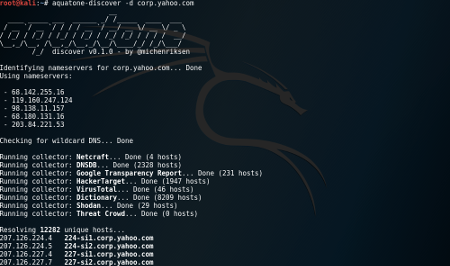 root@kali:~# aquatone-discover -d corp.yahoo.com
discover v0.1.0 - by @michenriksen
Identifying nameservers for corp.yahoo.com... Done
Using nameservers:
- 68.142.255.16
- 119.160.247.124
- 98.138.11.157
- 68.180.131.16
- 203.84.221.53
Checking for wildcard DNS... Done
Running collector: Netcraft... Done (4 hosts)
Running collector: DNSDB... Done (2328 hosts)
Running collector: Google Transparency Report... Done (231 hosts)
Running collector: HackerTarget... Done (1947 hosts)
Running collector: VirusTotal... Done (46 hosts)
Running collector: Dictionary... Done (8209 hosts)
Running collector: Shodan... Done (29 hosts)
Running collector: Threat Crowd... Done (0 hosts)
Resolving 12282 unique hosts...
207.126.224.4 224-si1.corp.yahoo.com
207.126.224.5 224-si2.corp.yahoo.com
207.126.227.4 227-si1.corp.yahoo.com
207.126.227.7 227-si2.corp.yahoo.com